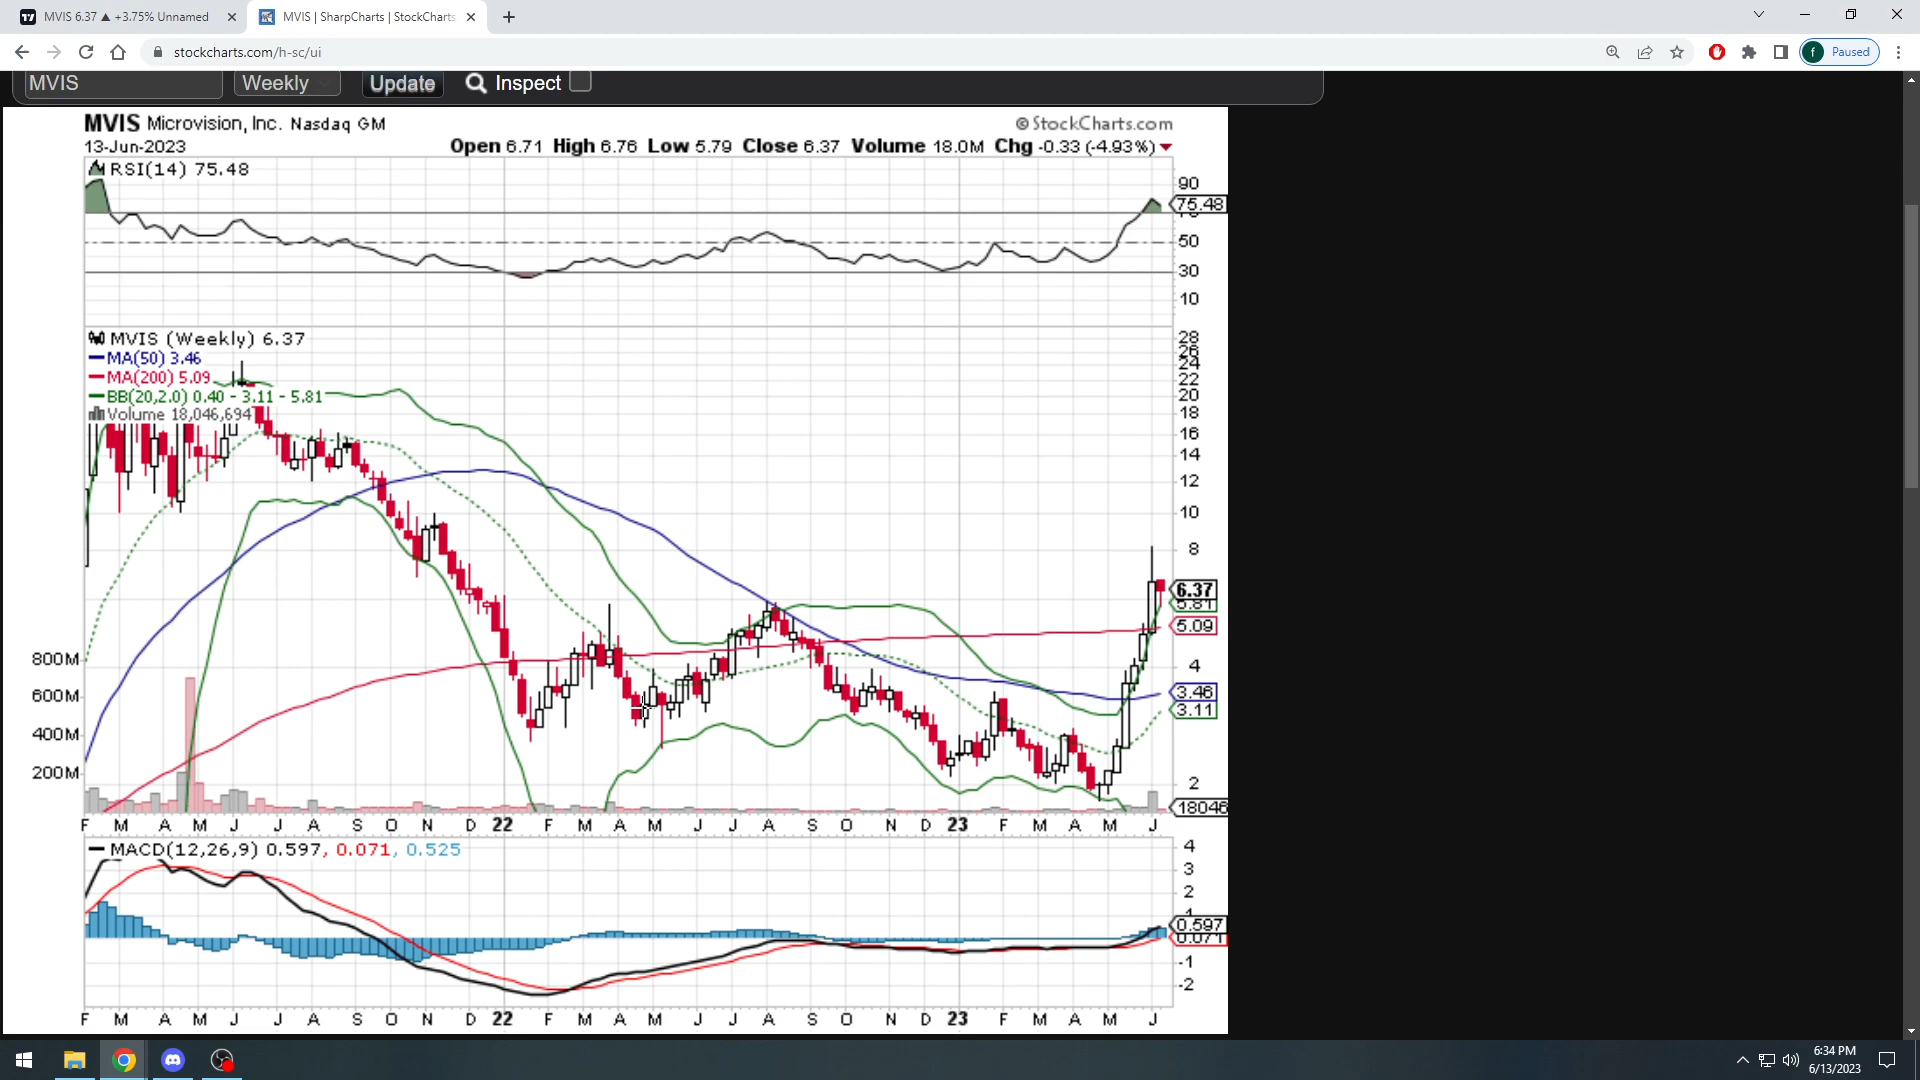 MVIS 6.37 ▲ +3.75% Unnamed
MVIS | SharpCharts | StockCharts
stockcharts.com/h-sc/ui
f Paused
MVIS Weekly Update Inspect
MVIS Microvision, Inc. Nasdaq GM
© StockCharts.com
13-Jun-2023
Open 6.71 High 6.76 Low 5.79 Close 6.37 Volume 18.0M Chg -0.33 (-4.93%)
RSI(14) 75.48
90
75.48
50
30
10
MVIS (Weekly) 6.37
MA(50) 3.46
MA(200) 5.09
BB(20,2.0) 0.40 - 3.11 - 5.81
Volume 18,046,694
28
26
24
22
20
18
16
14
12
10
8
6.37
5.81
5.09
4
3.46
3.11
2
18046
800M
600M
400M
200M
F M A M J J A S O N D 22 F M A M J J A S O N D 23 F M A M J
MACD(12,26,9) 0.597, 0.071, 0.525
4
3
2
1
0.597
0.071
-1
-2
F M A M J J A S O N D 22 F M A M J J A S O N D 23 F M A M J
6:34 PM
6/13/2023